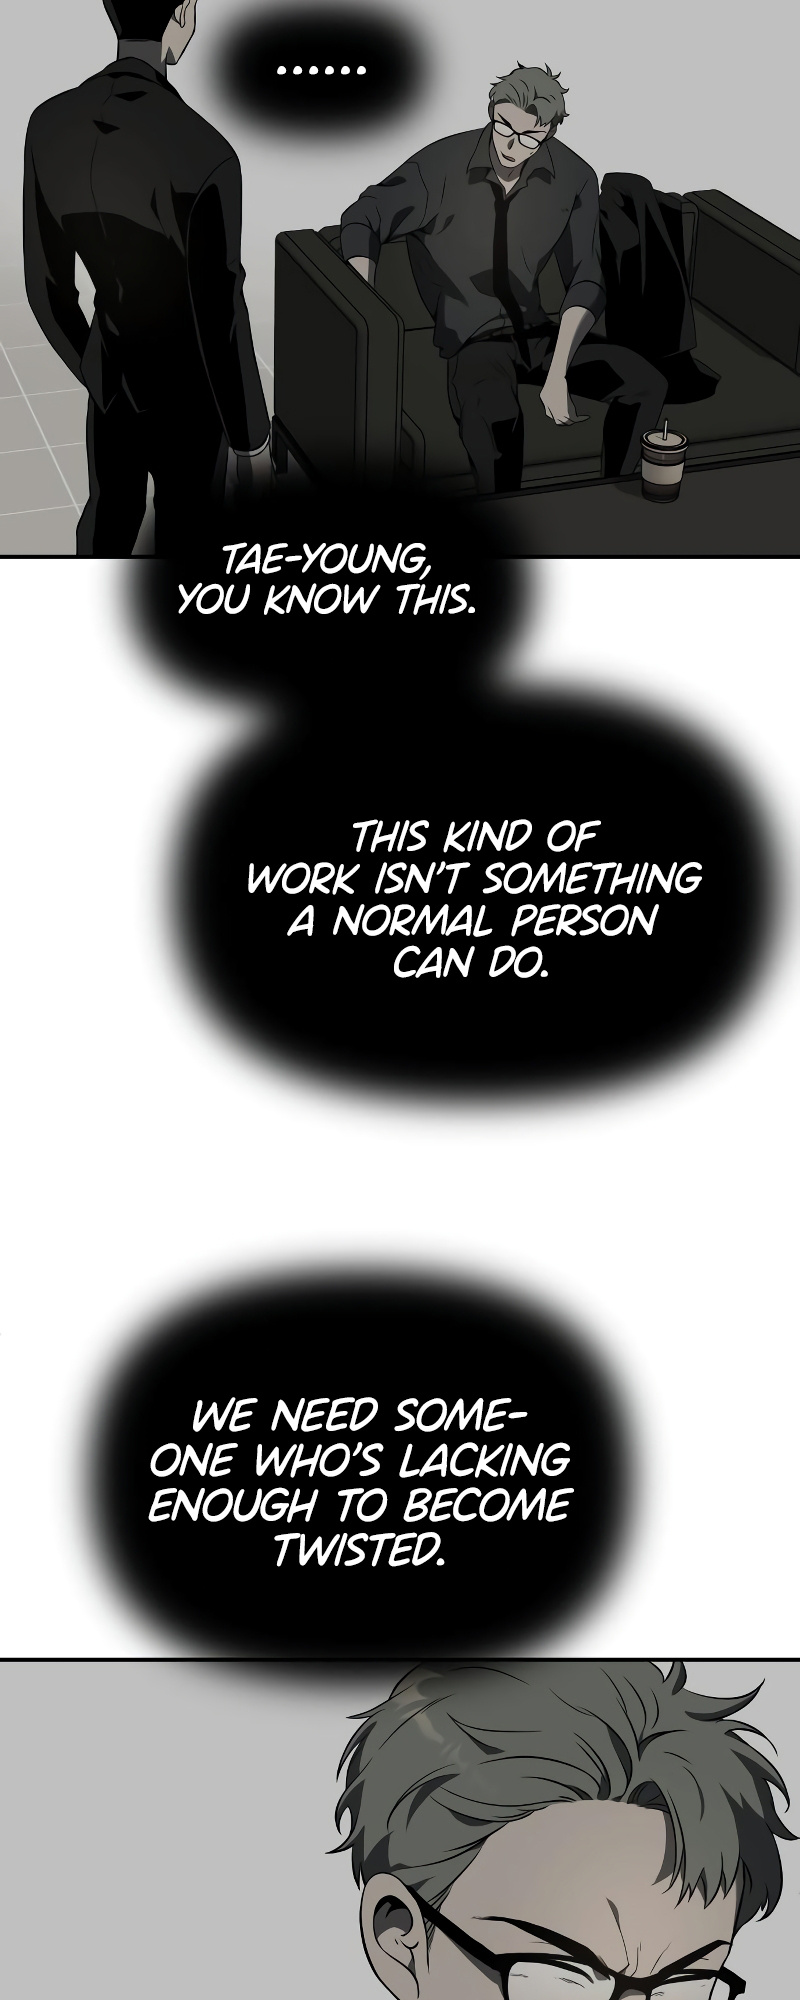 ......
TAE-YOUNG,
YOU KNOW THIS.
THIS KIND OF
WORK ISN'T SOMETHING
A NORMAL PERSON
CAN DO.
WE NEED SOME-
ONE WHO'S LACKING
ENOUGH TO BECOME
TWISTED.